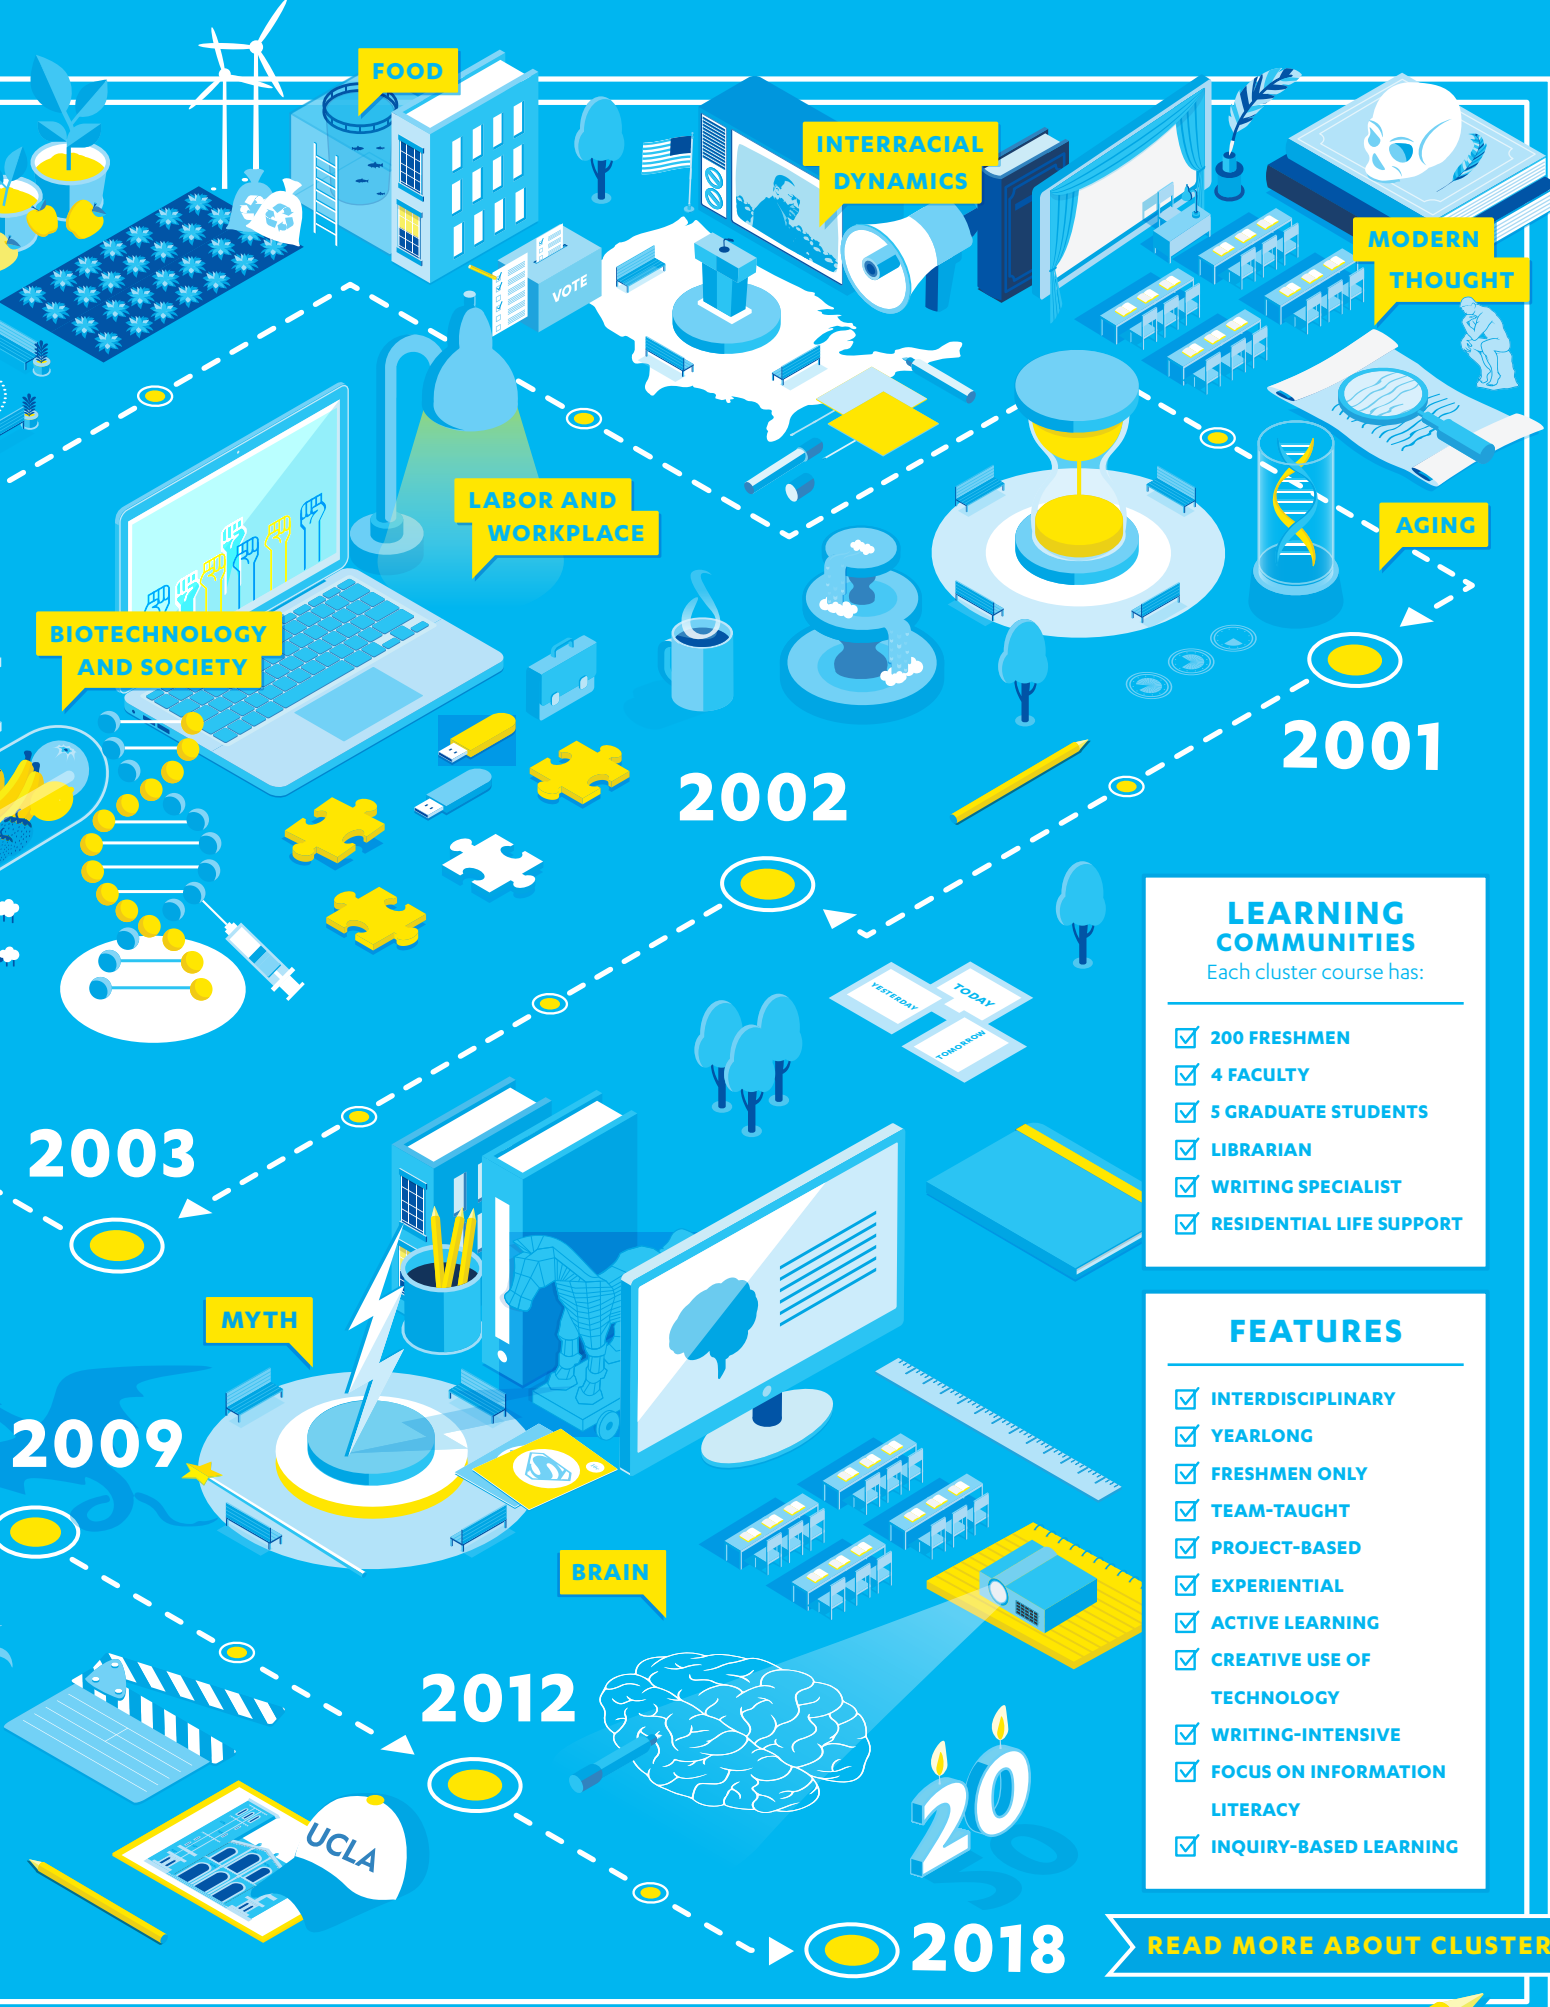 FOOD
INTERRACIAL
DYNAMICS
MODERN
THOUGHT
VOTE
LABOR AND
WORKPLACE
AGING
BIOTECHNOLOGY
AND SOCIETY
2001
2002
YESTERDAY
TODAY
TOMORROW
2003
MYTH
2009
S
BRAIN
2012
UCLA
20
2018
LEARNING
COMMUNITIES
Each cluster course has:
200 FRESHMEN
4 FACULTY
5 GRADUATE STUDENTS
LIBRARIAN
WRITING SPECIALIST
RESIDENTIAL LIFE SUPPORT
FEATURES
INTERDISCIPLINARY
YEARLONG
FRESHMEN ONLY
TEAM-TAUGHT
PROJECT-BASED
EXPERIENTIAL
ACTIVE LEARNING
CREATIVE USE OF
TECHNOLOGY
WRITING-INTENSIVE
FOCUS ON INFORMATION
LITERACY
INQUIRY-BASED LEARNING
READ MORE ABOUT CLUSTER